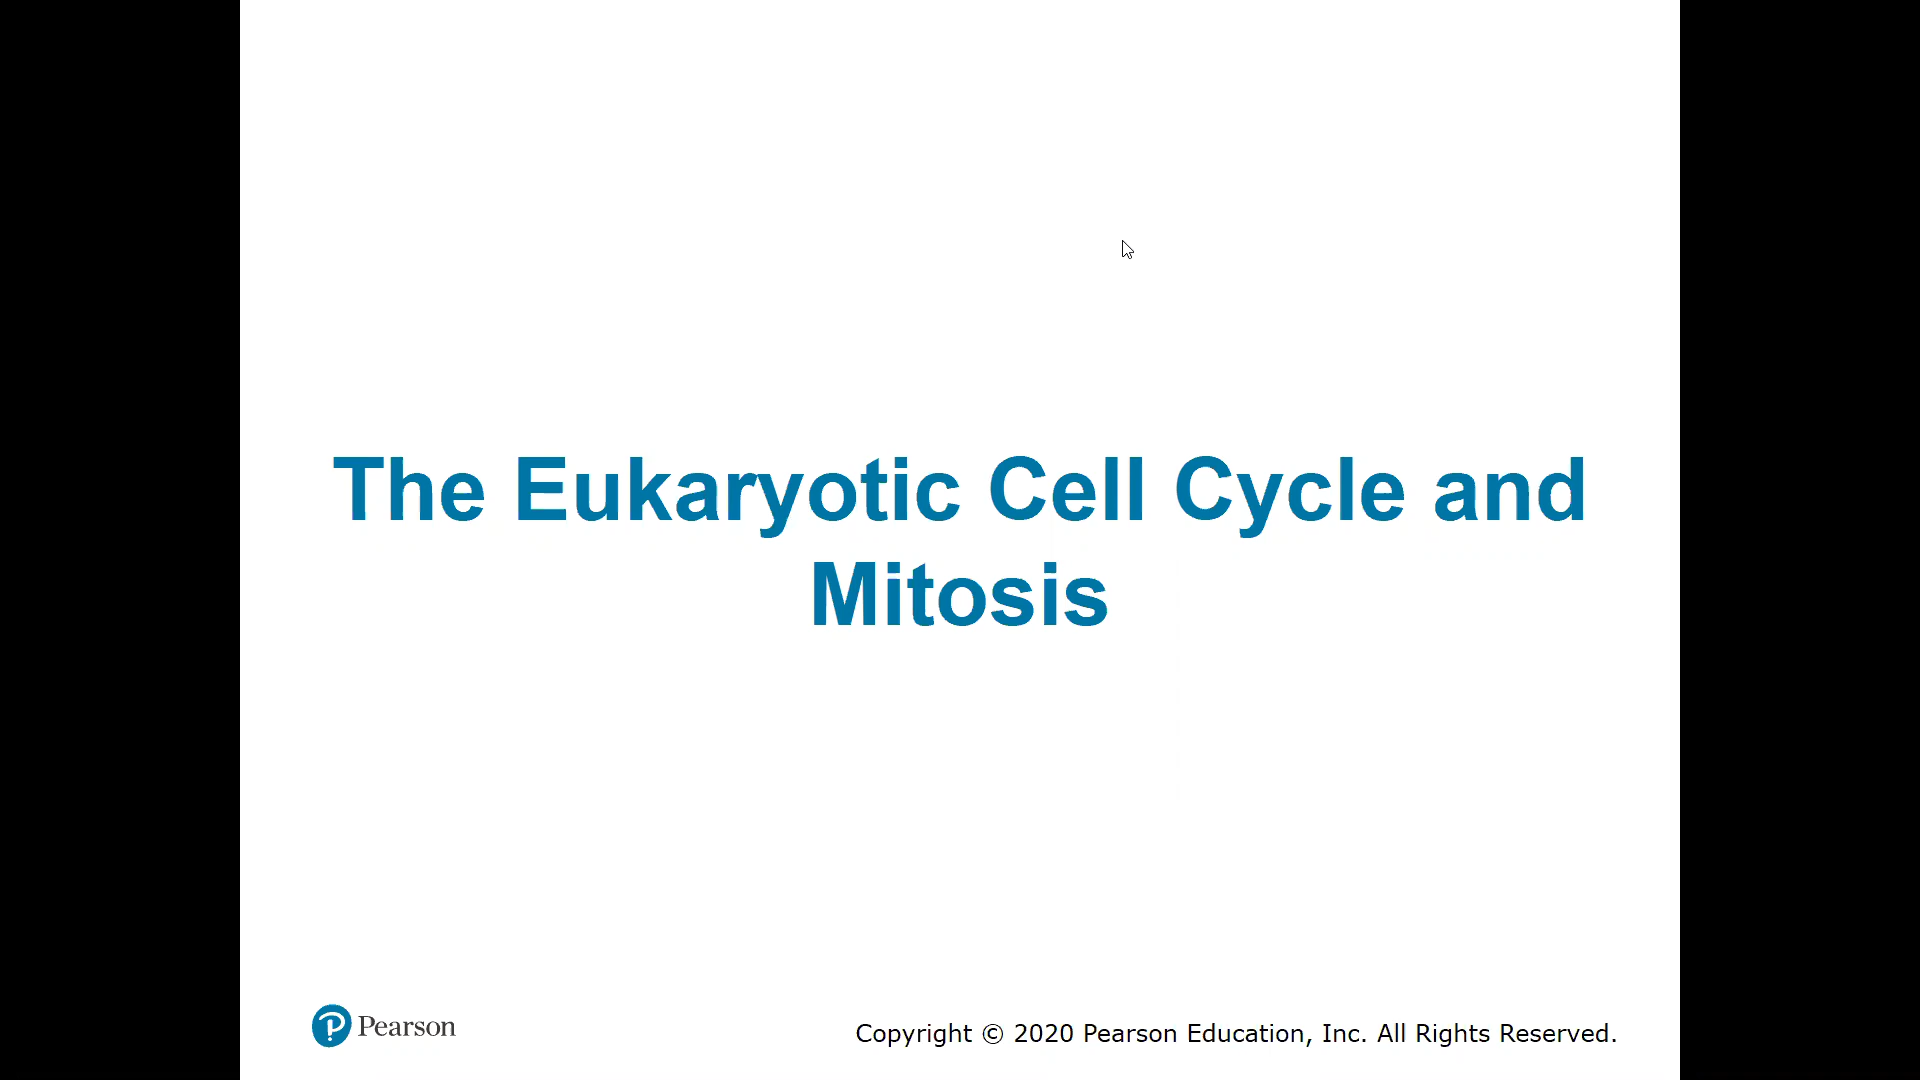 The Eukaryotic Cell Cycle and
Mitosis
Pearson
Copyright © 2020 Pearson Education, Inc. All Rights Reserved.